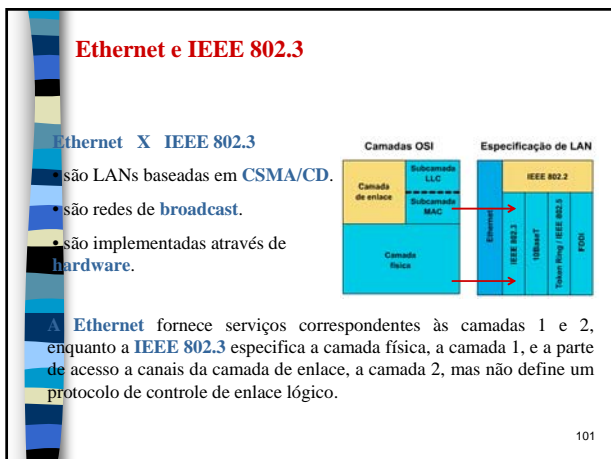 Ethernet e IEEE 802.3
Ethernet X IEEE 802.3
• são LANs baseadas em CSMA/CD.
• são redes de broadcast.
• são implementadas através de
hardware.
Camadas OSI
Camada
de enlace
Subcamada
LLC
Subcamada
MAC
Camada
física
Especificação de LAN
Ethernet
IEEE 802.2
IEEE 802.3
10BaseT
Token Ring / IEEE 802.5
FDDI
A Ethernet fornece serviços correspondentes às camadas 1 e 2,
enquanto a IEEE 802.3 especifica a camada física, a camada 1, e a parte
de acesso a canais da camada de enlace, a camada 2, mas não define um
protocolo de controle de enlace lógico.
101